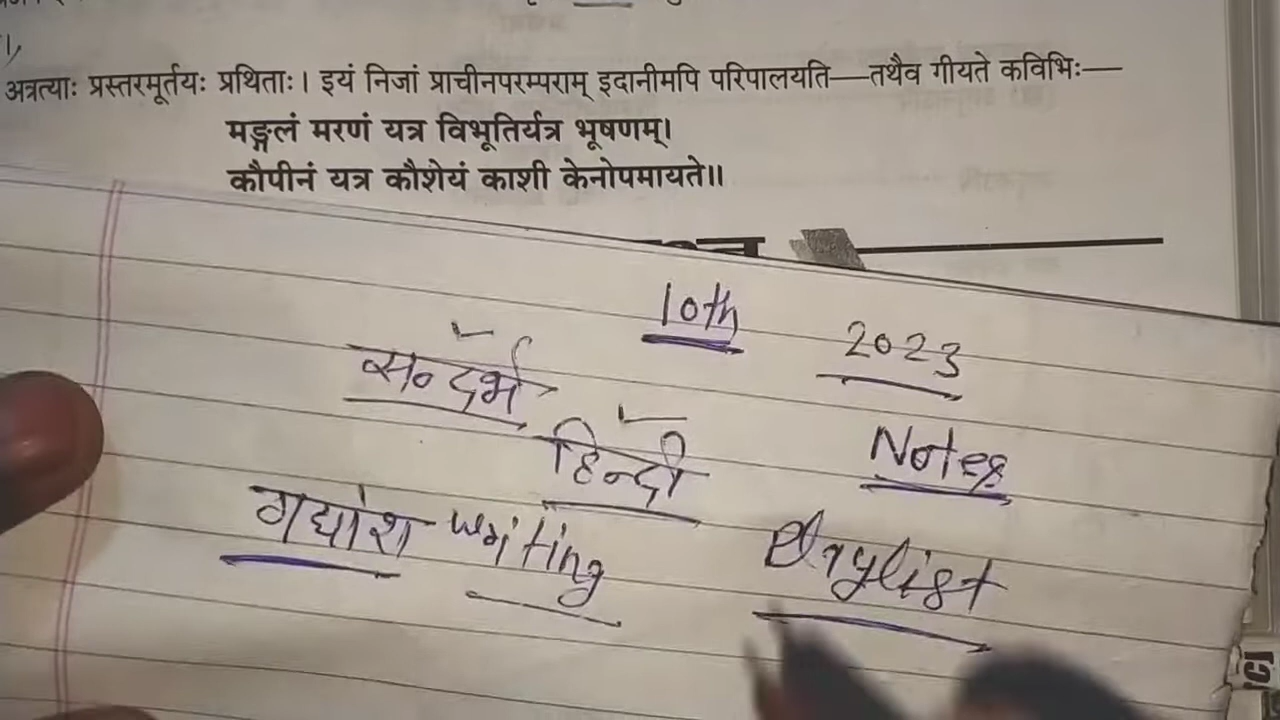 ।,
अत्रत्याः प्रस्तरमूर्तयः प्रथिताः। इयं निजां प्राचीनपरम्पराम् इदानीमपि परिपालयति—तथैव गीयते कविभिः—
मङ्गलं मरणं यत्र विभूतिर्यत्र भूषणम्।
कौपीनं यत्र कौशेयं काशी केनोपमीयते॥
10th 2023
सन्दर्भ
हिन्दी Notes
गद्यांश writing Playlist